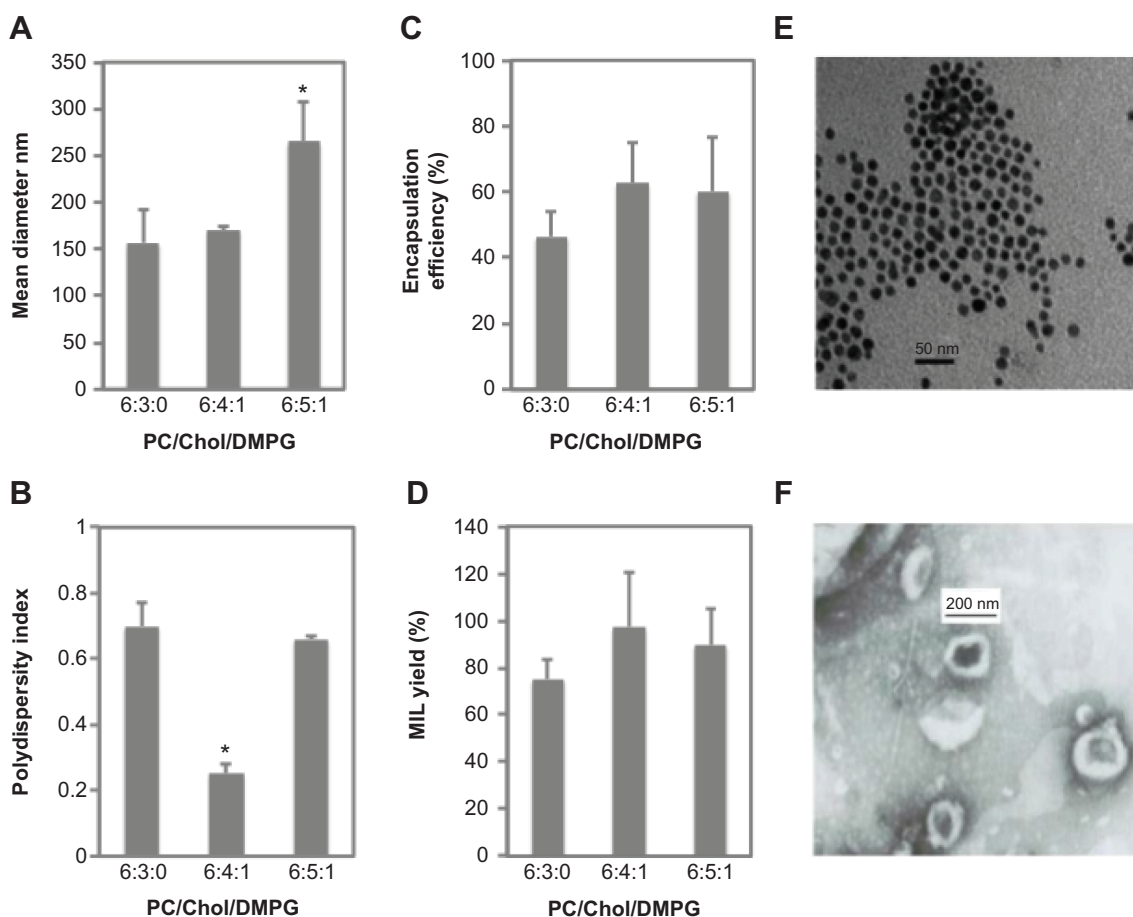 A
Mean diameter nm
350
300
250
200
150
100
50
0
*
6:3:0 6:4:1 6:5:1
PC/Chol/DMPG
C
Encapsulation
efficiency (%)
100
80
60
40
20
0
6:3:0 6:4:1 6:5:1
PC/Chol/DMPG
E
50 nm
B
Polydispersity index
1
0.8
0.6
0.4
0.2
0
*
6:3:0 6:4:1 6:5:1
PC/Chol/DMPG
D
MIL yield (%)
140
120
100
80
60
40
20
0
6:3:0 6:4:1 6:5:1
PC/Chol/DMPG
F
200 nm